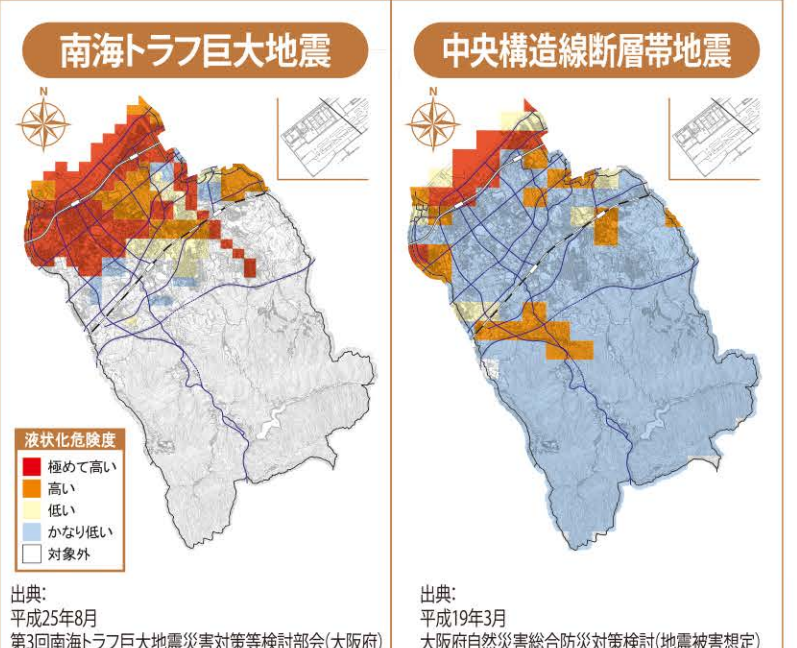 南海トラフ巨大地震
N
液状化危険度
極めて高い
高い
低い
かなり低い
対象外
出典:
平成25年8月
第3回南海トラフ巨大地震災害対策等検討部会(大阪府)
中央構造線断層帯地震
N
出典:
平成19年3月
大阪府自然災害総合防災対策検討(地震被害想定)